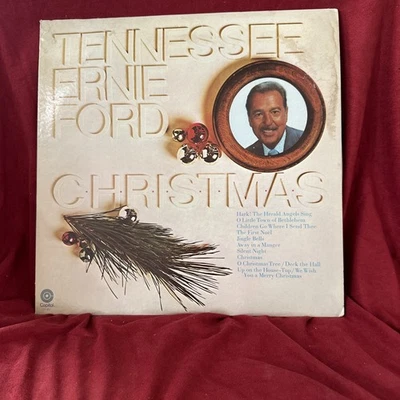 TENNESSEE
ERNIE
FORD
CHRISTMAS
Hark! The Herald Angels Sing
O Little Town of Bethlehem
Children Go Where I Send Thee
The First Noel
Jingle Bells
Away in a Manger
Silent Night
Christmas
O Christmas Tree / Deck the Hall
Up on the House-Top / We Wish
You a Merry Christmas
Capitol